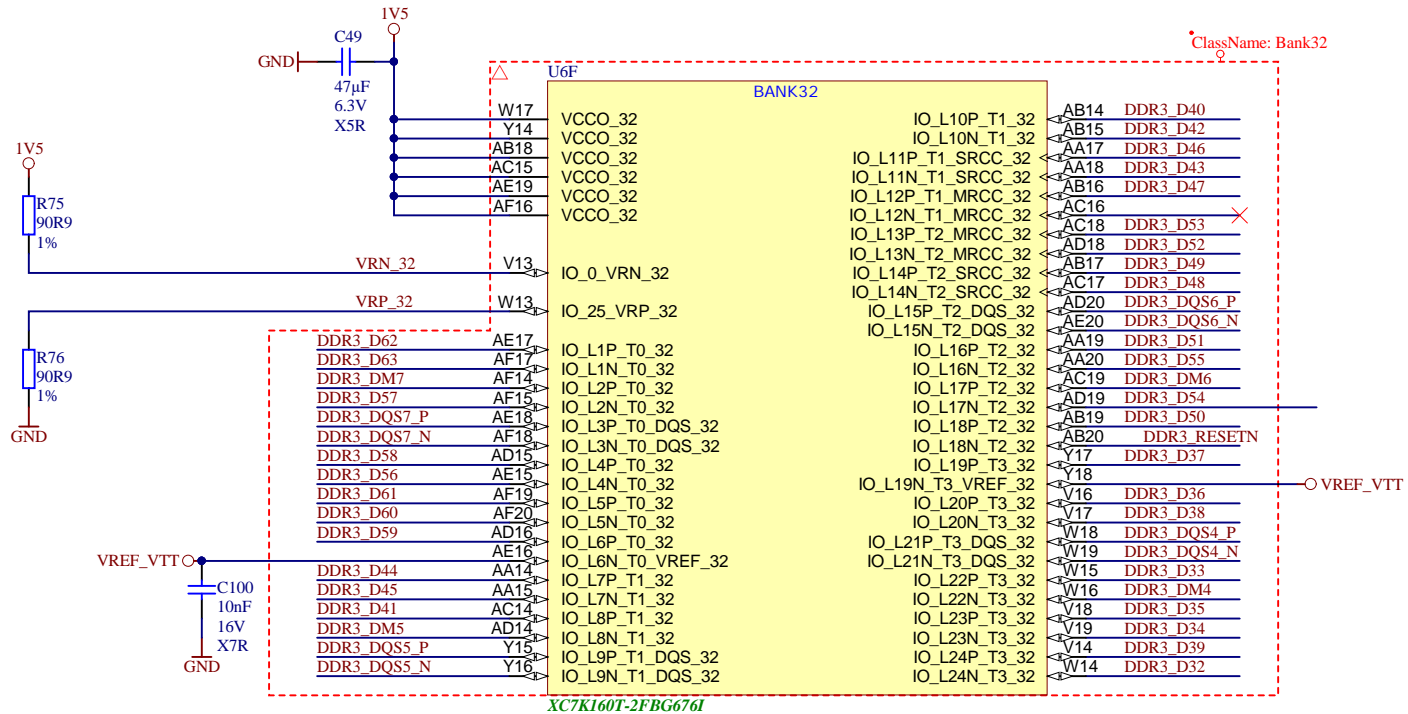 1V5
C49
GND
47µF
6.3V
X5R
ClassName: Bank32
U6F
BANK32
W17 VCCO_32
Y14 VCCO_32
AB18 VCCO_32
AC15 VCCO_32
AE19 VCCO_32
AF16 VCCO_32
1V5
R75
90R9
1%
VRN_32 V13 IO_0_VRN_32
VRP_32 W13 IO_25_VRP_32
R76
90R9
1%
GND
DDR3_D62 AE17 IO_L1P_T0_32
DDR3_D63 AF17 IO_L1N_T0_32
DDR3_DM7 AF14 IO_L2P_T0_32
DDR3_D57 AF15 IO_L2N_T0_32
DDR3_DQS7_P AE18 IO_L3P_T0_DQS_32
DDR3_DQS7_N AF18 IO_L3N_T0_DQS_32
DDR3_D58 AD15 IO_L4P_T0_32
DDR3_D56 AE15 IO_L4N_T0_32
DDR3_D61 AF19 IO_L5P_T0_32
DDR3_D60 AF20 IO_L5N_T0_32
DDR3_D59 AD16 IO_L6P_T0_32
VREF_VTT AE16 IO_L6N_T0_VREF_32
DDR3_D44 AA14 IO_L7P_T1_32
DDR3_D45 AA15 IO_L7N_T1_32
DDR3_D41 AC14 IO_L8P_T1_32
DDR3_DM5 AD14 IO_L8N_T1_32
DDR3_DQS5_P Y15 IO_L9P_T1_DQS_32
DDR3_DQS5_N Y16 IO_L9N_T1_DQS_32
C100
10nF
16V
X7R
GND
IO_L10P_T1_32 AB14 DDR3_D40
IO_L10N_T1_32 AB15 DDR3_D42
IO_L11P_T1_SRCC_32 AA17 DDR3_D46
IO_L11N_T1_SRCC_32 AA18 DDR3_D43
IO_L12P_T1_MRCC_32 AB16 DDR3_D47
IO_L12N_T1_MRCC_32 AC16
IO_L13P_T2_MRCC_32 AC18 DDR3_D53
IO_L13N_T2_MRCC_32 AD18 DDR3_D52
IO_L14P_T2_SRCC_32 AB17 DDR3_D49
IO_L14N_T2_SRCC_32 AC17 DDR3_D48
IO_L15P_T2_DQS_32 AD20 DDR3_DQS6_P
IO_L15N_T2_DQS_32 AE20 DDR3_DQS6_N
IO_L16P_T2_32 AA19 DDR3_D51
IO_L16N_T2_32 AA20 DDR3_D55
IO_L17P_T2_32 AC19 DDR3_DM6
IO_L17N_T2_32 AD19 DDR3_D54
IO_L18P_T2_32 AB19 DDR3_D50
IO_L18N_T2_32 AB20 DDR3_RESETN
IO_L19P_T3_32 Y17 DDR3_D37
IO_L19N_T3_VREF_32 Y18 VREF_VTT
IO_L20P_T3_32 V16 DDR3_D36
IO_L20N_T3_32 V17 DDR3_D38
IO_L21P_T3_DQS_32 W18 DDR3_DQS4_P
IO_L21N_T3_DQS_32 W19 DDR3_DQS4_N
IO_L22P_T3_32 W15 DDR3_D33
IO_L22N_T3_32 W16 DDR3_DM4
IO_L23P_T3_32 V18 DDR3_D35
IO_L23N_T3_32 V19 DDR3_D34
IO_L24P_T3_32 V14 DDR3_D39
IO_L24N_T3_32 W14 DDR3_D32
XC7K160T-2FBG676I